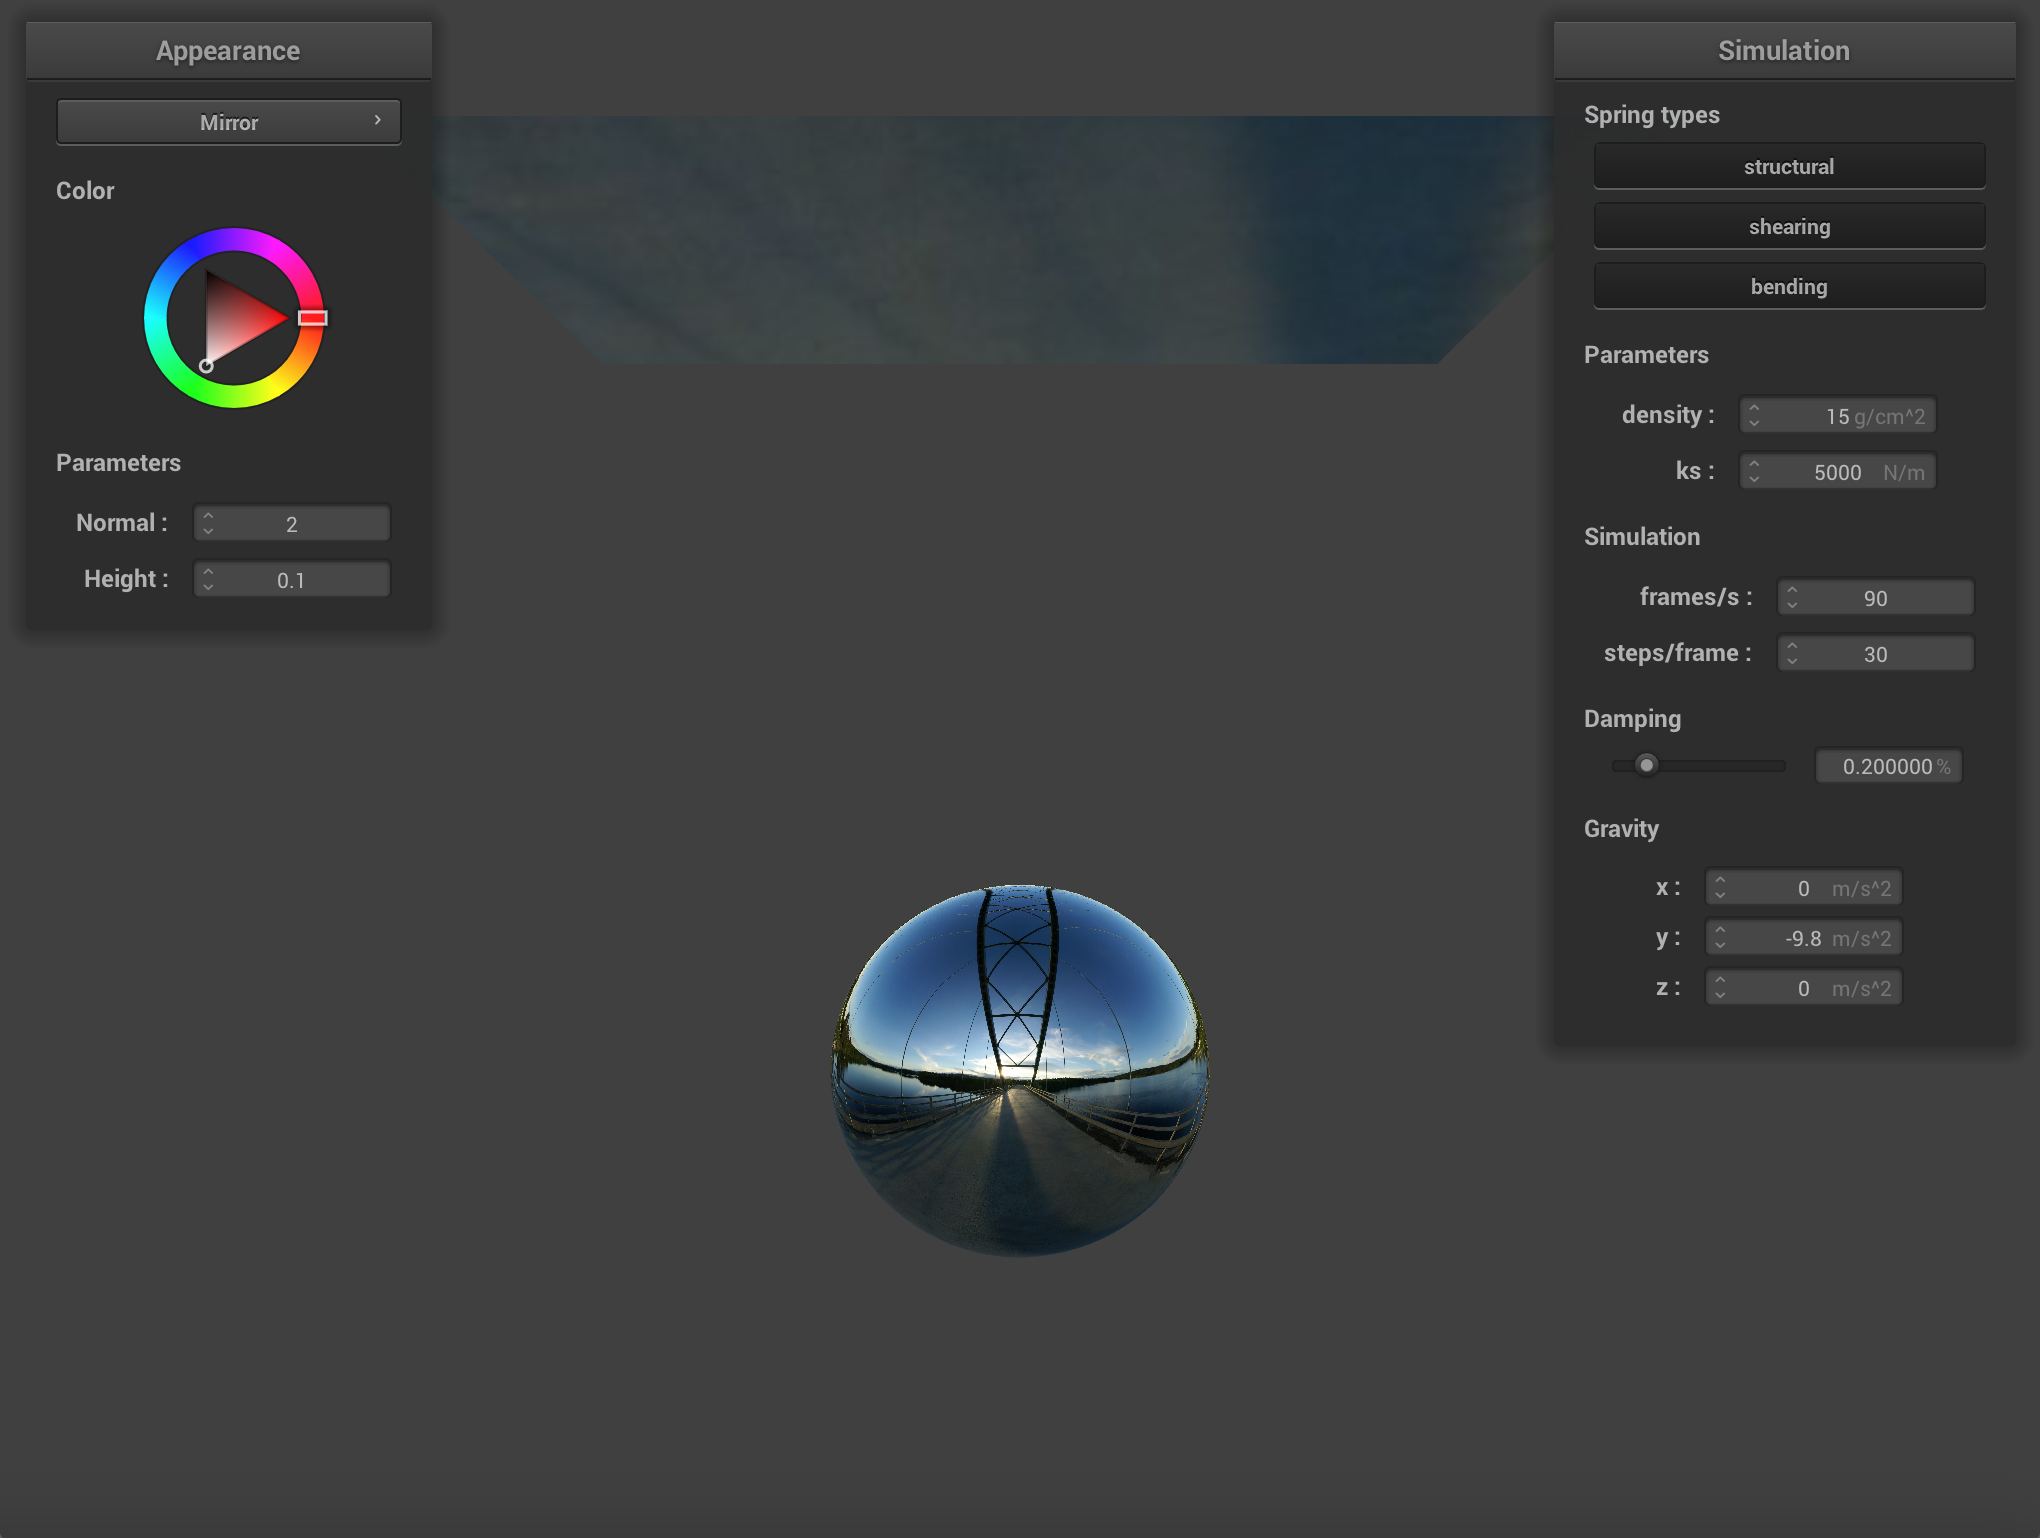 Appearance
Mirror
Color
Parameters
Normal : 2
Height : 0.1
Simulation
Spring types
structural
shearing
bending
Parameters
density : 15 g/cm^2
ks : 5000 N/m
Simulation
frames/s : 90
steps/frame : 30
Damping
0.200000 %
Gravity
x : 0 m/s^2
y : -9.8 m/s^2
z : 0 m/s^2